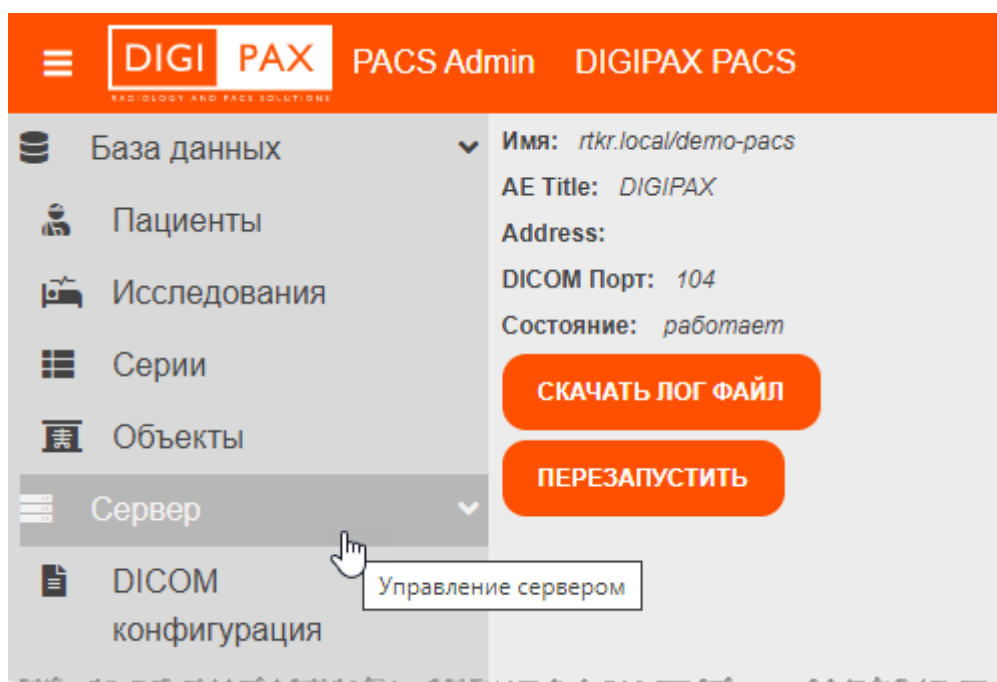 DIGI PAX PACS Admin DIGIPAX PACS
RADIOLOGY AND PACS SOLUTIONS
База данных
Пациенты
Исследования
Серии
Объекты
Сервер
DICOM
конфигурация
Имя: rtkr.local/demo-pacs
AE Title: DIGIPAX
Address:
DICOM Порт: 104
Состояние: работает
СКАЧАТЬ ЛОГ ФАЙЛ
ПЕРЕЗАПУСТИТЬ
Управление сервером